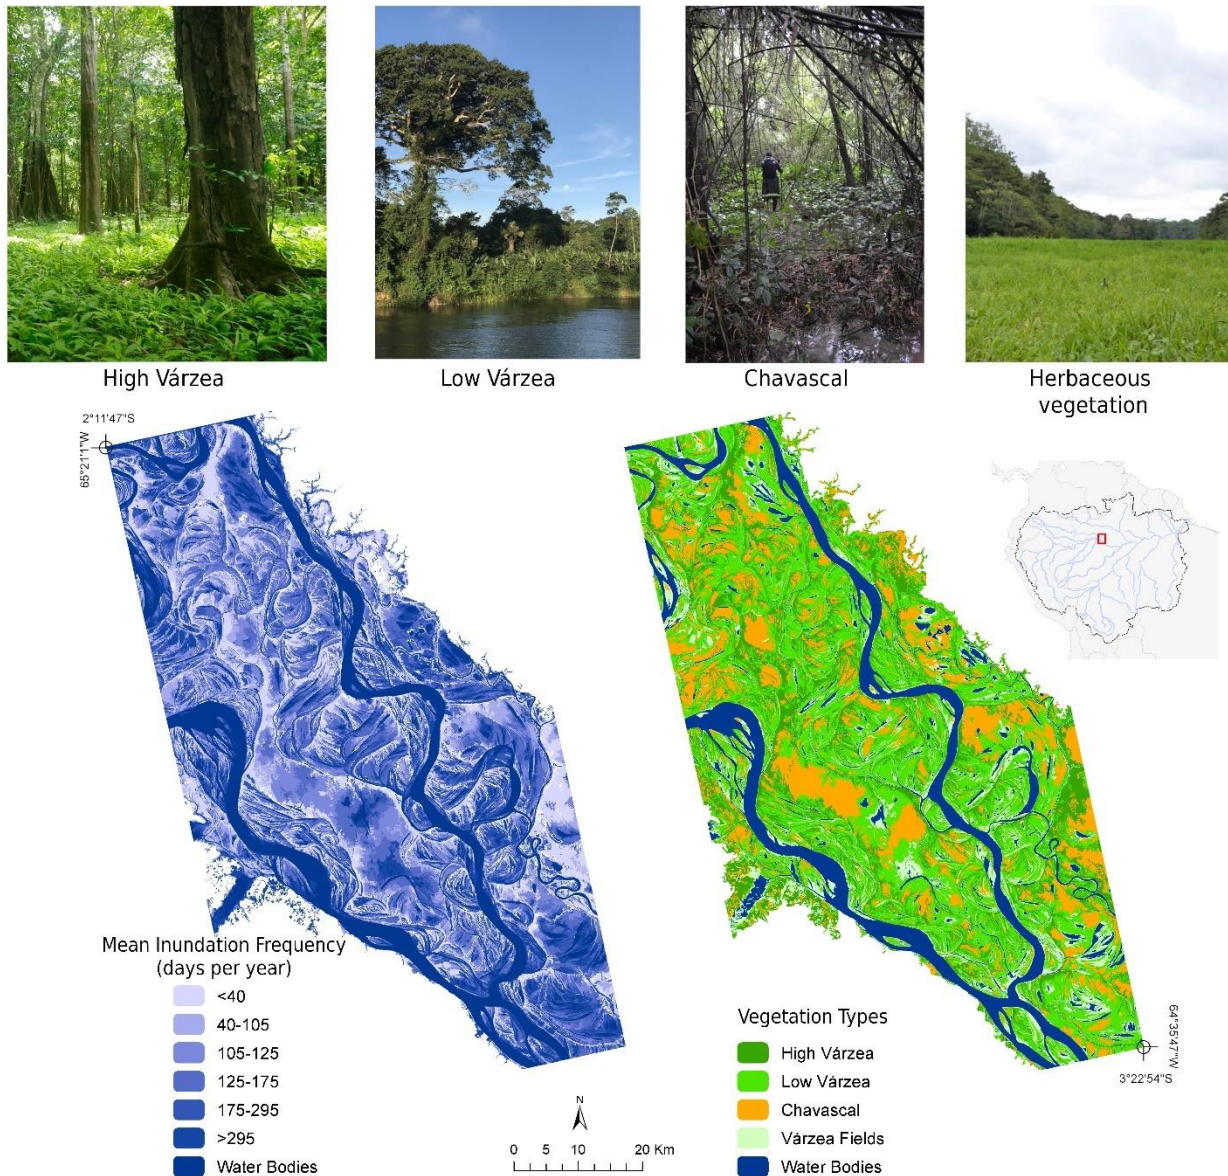 High Várzea
Low Várzea
Chavascal
Herbaceous
vegetation
2°11'47"S
65°21'1"W
Mean Inundation Frequency
(days per year)
<40
40-105
105-125
125-175
175-295
>295
Water Bodies
N
0 5 10 20 Km
Vegetation Types
High Várzea
Low Várzea
Chavascal
Várzea Fields
Water Bodies
64°35'47"W
3°22'54"S